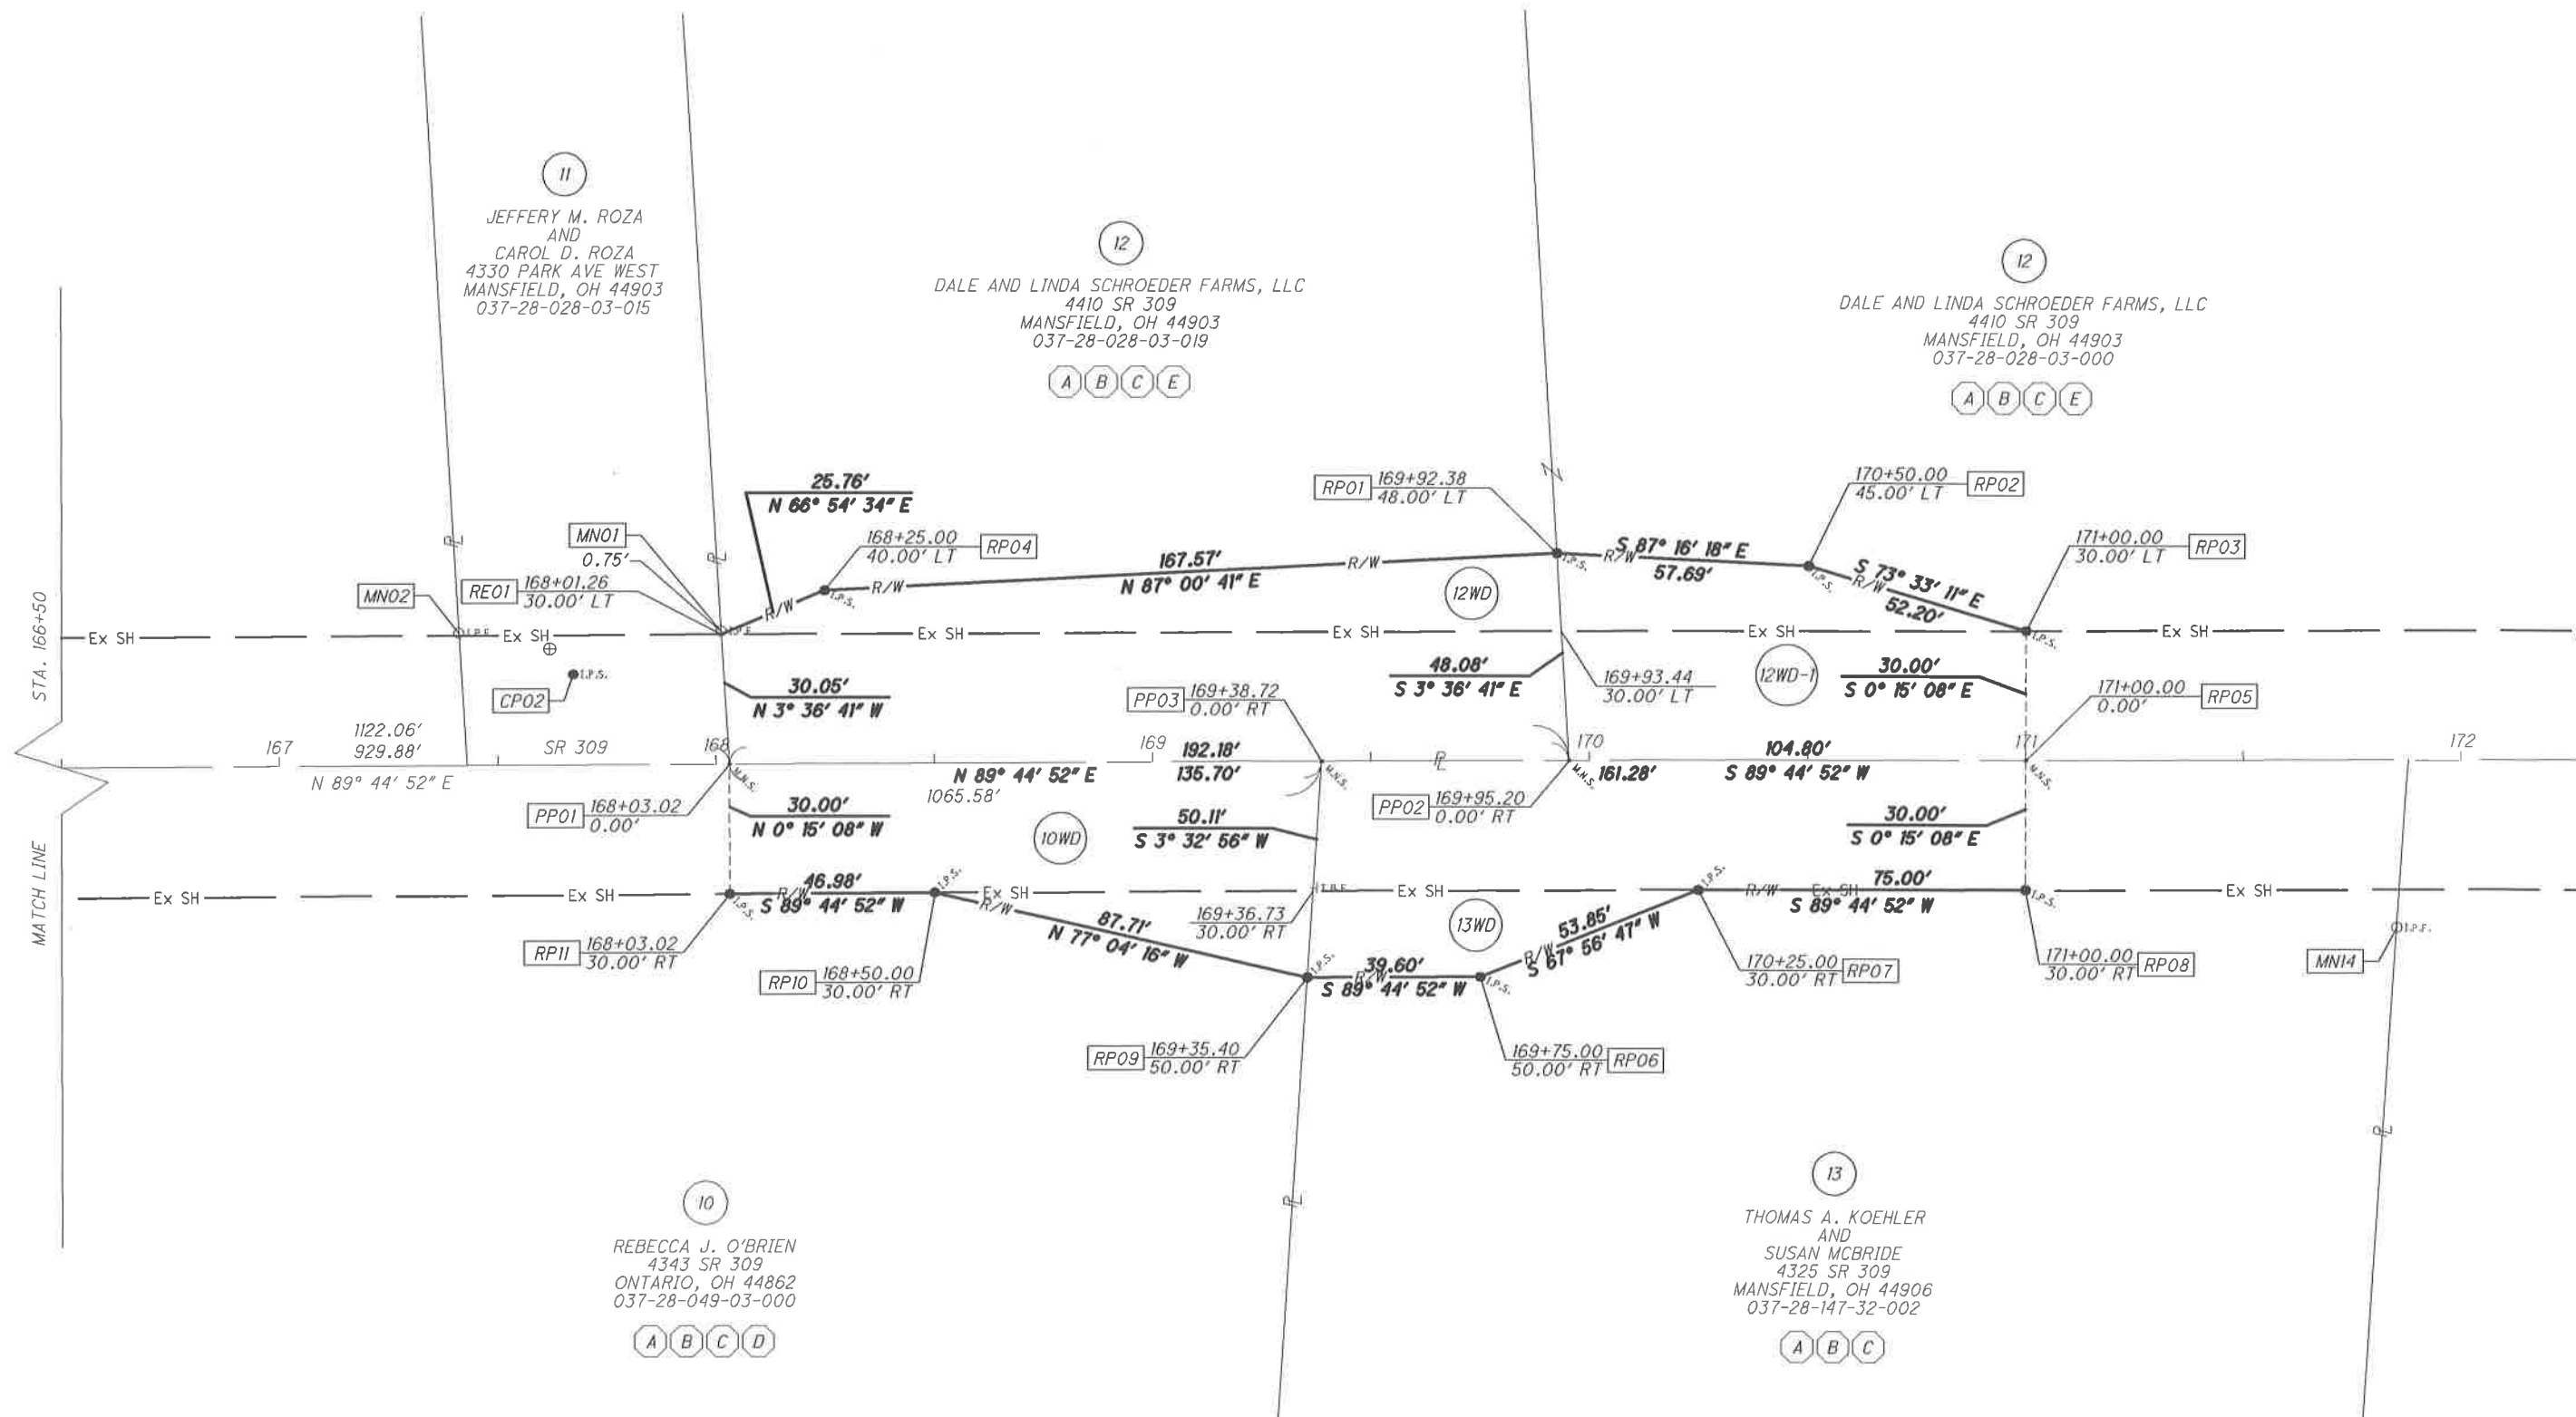 11
JEFFERY M. ROZA
AND
CAROL D. ROZA
4330 PARK AVE WEST
MANSFIELD, OH 44903
037-28-028-03-015
12
DALE AND LINDA SCHROEDER FARMS, LLC
4410 SR 309
MANSFIELD, OH 44903
037-28-028-03-019
A B C E
12
DALE AND LINDA SCHROEDER FARMS, LLC
4410 SR 309
MANSFIELD, OH 44903
037-28-028-03-000
A B C E
25.76'
N 66° 54' 34" E
MN01
0.75'
RE01 168+01.26
30.00' LT
MN02
168+25.00
40.00' LT
RP04
R/W
I.P.S.
R/W
167.57'
N 87° 00' 41" E
R/W
RP01 169+92.38
48.00' LT
I.P.S.
R/W
S 87° 16' 18" E
57.69'
170+50.00
45.00' LT
RP02
I.P.S.
R/W
S 73° 33' 11" E
52.20'
171+00.00
30.00' LT
RP03
I.P.S.
PL
PL
12WD
STA. 166+50
Ex SH
I.P.F.
Ex SH
I.P.F.
Ex SH
Ex SH
Ex SH
Ex SH
CP02
I.P.S.
30.05'
N 3° 36' 41" W
PP03 169+38.72
0.00' RT
48.08'
S 3° 36' 41" E
169+93.44
30.00' LT
12WD-1
30.00'
S 0° 15' 08" E
171+00.00
0.00'
RP05
1122.06'
929.88'
167
SR 309
168
169
170
171
172
N 89° 44' 52" E
M.N.S.
N 89° 44' 52" E
1065.58'
192.18'
135.70'
M.N.S.
PL
M.N.S.
161.28'
104.80'
S 89° 44' 52" W
M.N.S.
PP01 168+03.02
0.00'
30.00'
N 0° 15' 08" W
10WD
50.11'
S 3° 32' 56" W
PP02 169+95.20
0.00' RT
30.00'
S 0° 15' 08" E
MATCH LINE
Ex SH
Ex SH
I.P.S.
R/W
46.98'
S 89° 44' 52" W
I.P.S.
Ex SH
R/W
87.71'
N 77° 04' 16" W
I.P.F.
169+36.73
30.00' RT
Ex SH
13WD
I.P.S.
R/W
Ex SH
75.00'
S 89° 44' 52" W
I.P.S.
Ex SH
RP11 168+03.02
30.00' RT
RP10 168+50.00
30.00' RT
I.P.S.
R/W
39.60'
S 89° 44' 52" W
I.P.S.
R/W
53.85'
S 67° 56' 47" W
170+25.00
30.00' RT
RP07
171+00.00
30.00' RT
RP08
MN14
I.P.F.
RP09 169+35.40
50.00' RT
169+75.00
50.00' RT
RP06
PL
PL
10
REBECCA J. O'BRIEN
4343 SR 309
ONTARIO, OH 44862
037-28-049-03-000
A B C D
13
THOMAS A. KOEHLER
AND
SUSAN MCBRIDE
4325 SR 309
MANSFIELD, OH 44906
037-28-147-32-002
A B C